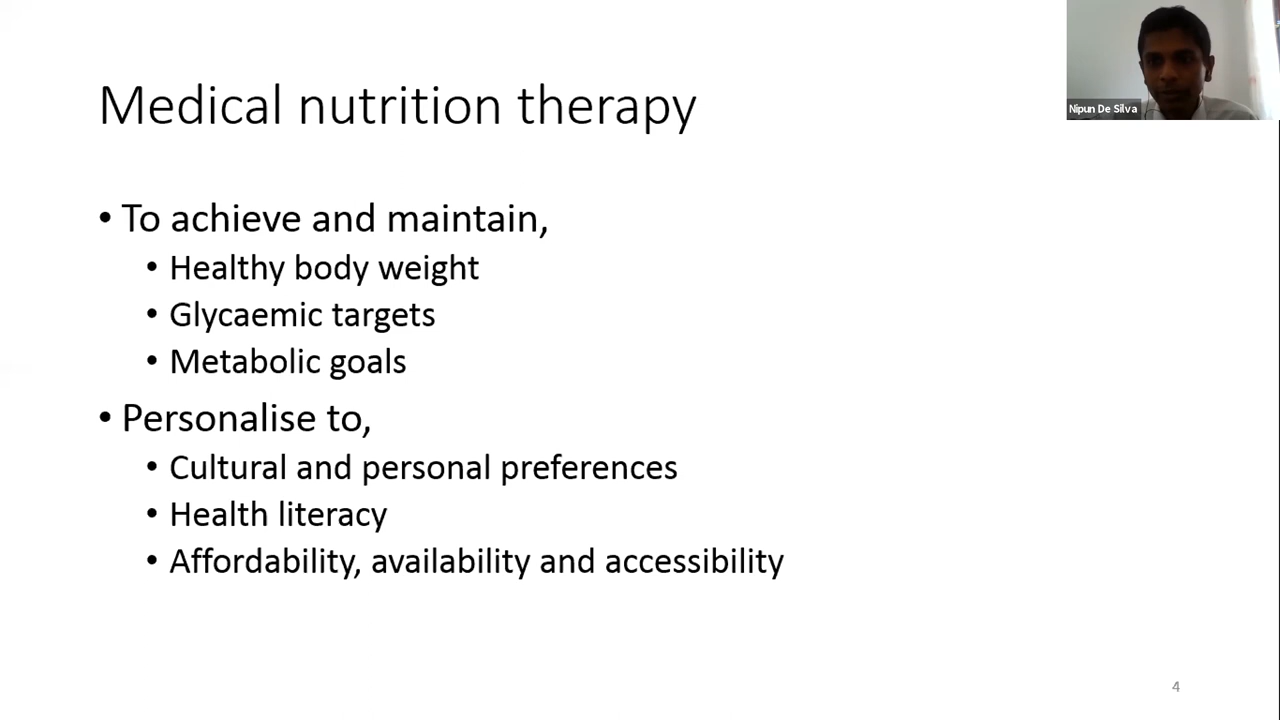 Medical nutrition therapy
Nipun De Silva
• To achieve and maintain,
• Healthy body weight
• Glycaemic targets
• Metabolic goals
• Personalise to,
• Cultural and personal preferences
• Health literacy
• Affordability, availability and accessibility
4